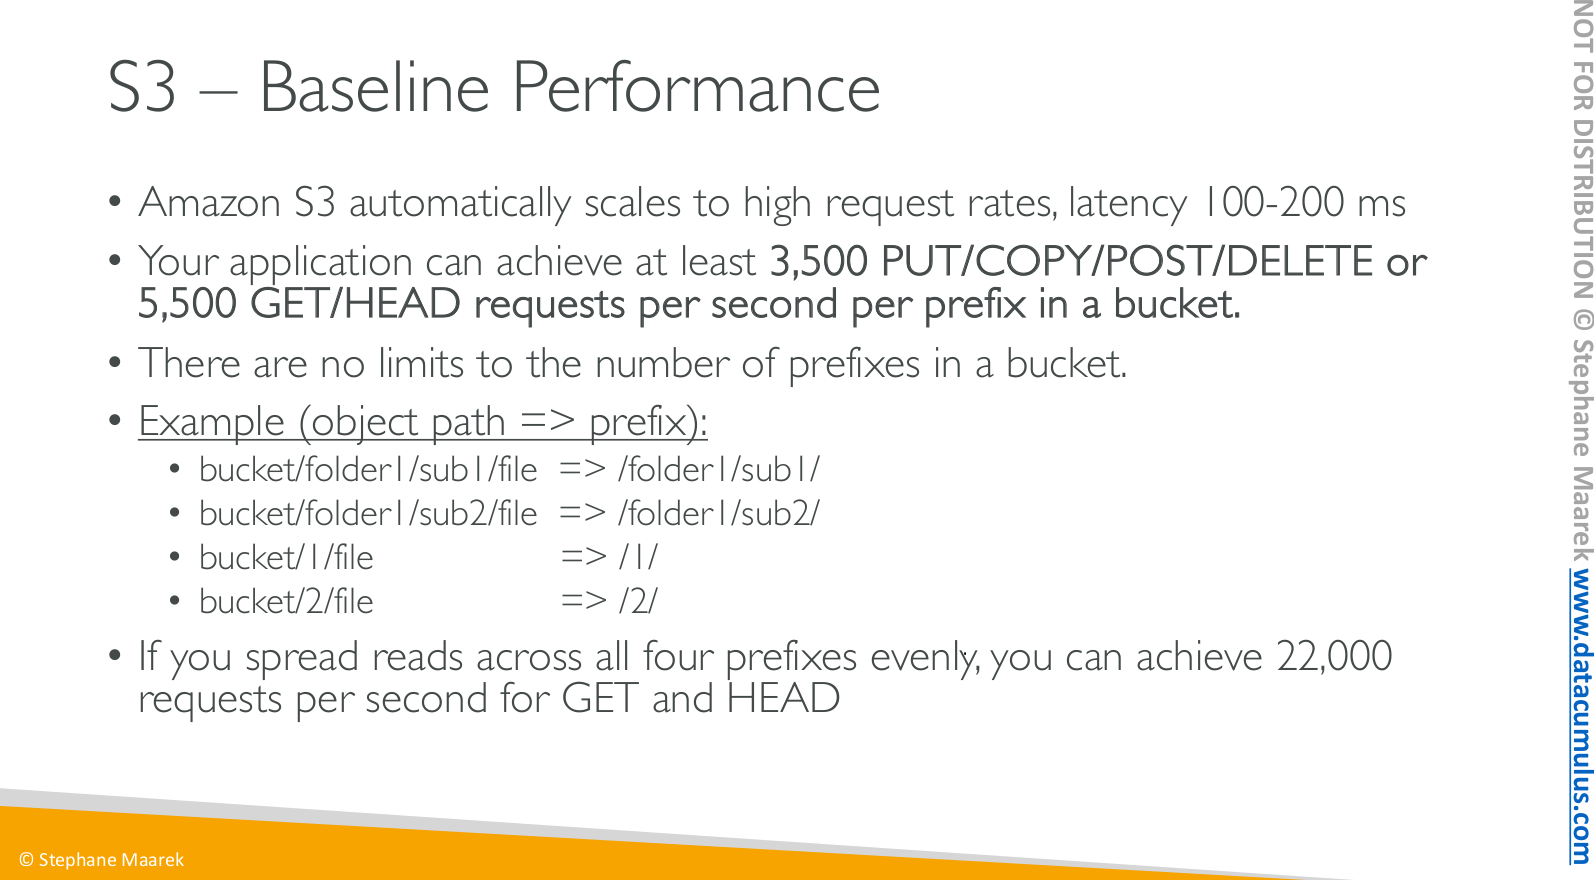 S3 – Baseline Performance
• Amazon S3 automatically scales to high request rates, latency 100-200 ms
• Your application can achieve at least 3,500 PUT/COPY/POST/DELETE or
5,500 GET/HEAD requests per second per prefix in a bucket.
• There are no limits to the number of prefixes in a bucket.
• Example (object path => prefix):
• bucket/folder1/sub1/file => /folder1/sub1/
• bucket/folder1/sub2/file => /folder1/sub2/
• bucket/1/file => /1/
• bucket/2/file => /2/
• If you spread reads across all four prefixes evenly, you can achieve 22,000
requests per second for GET and HEAD
© Stephane Maarek
NOT FOR DISTRIBUTION © Stephane Maarek www.datacumulus.com